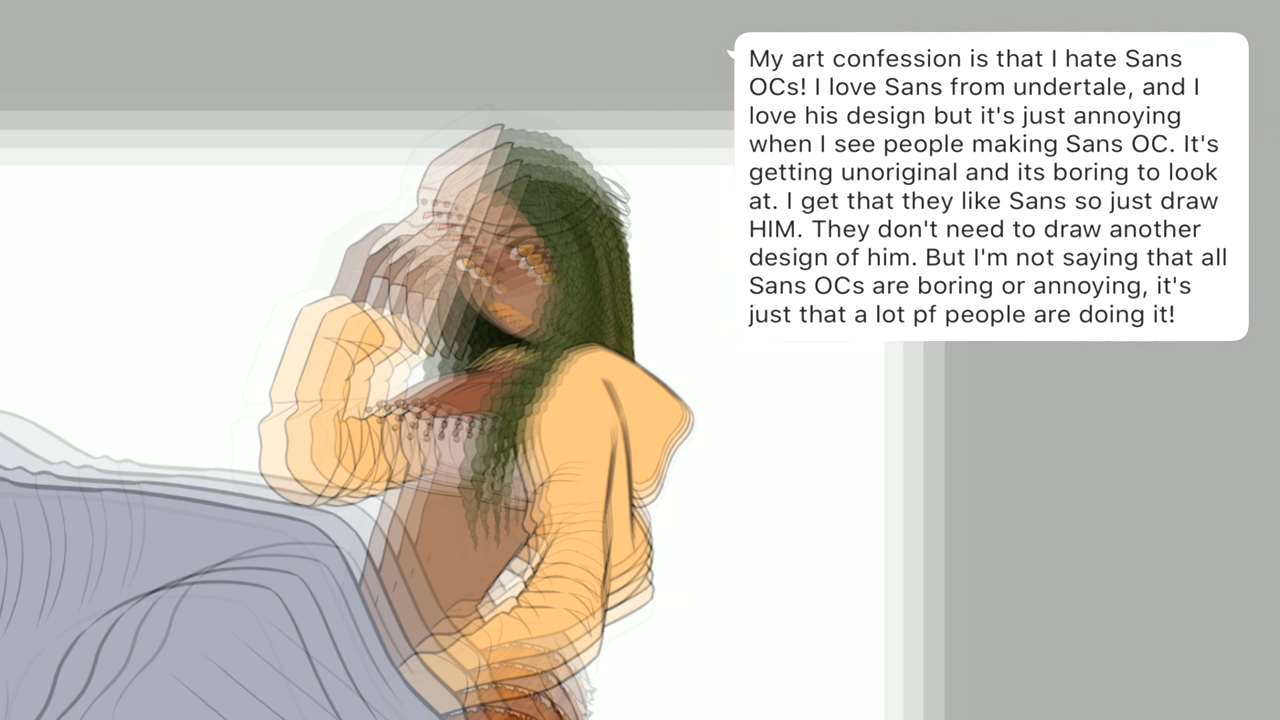 My art confession is that I hate Sans
OCs! I love Sans from undertale, and I
love his design but it's just annoying
when I see people making Sans OC. It's
getting unoriginal and its boring to look
at. I get that they like Sans so just draw
HIM. They don't need to draw another
design of him. But I'm not saying that all
Sans OCs are boring or annoying, it's
just that a lot pf people are doing it!